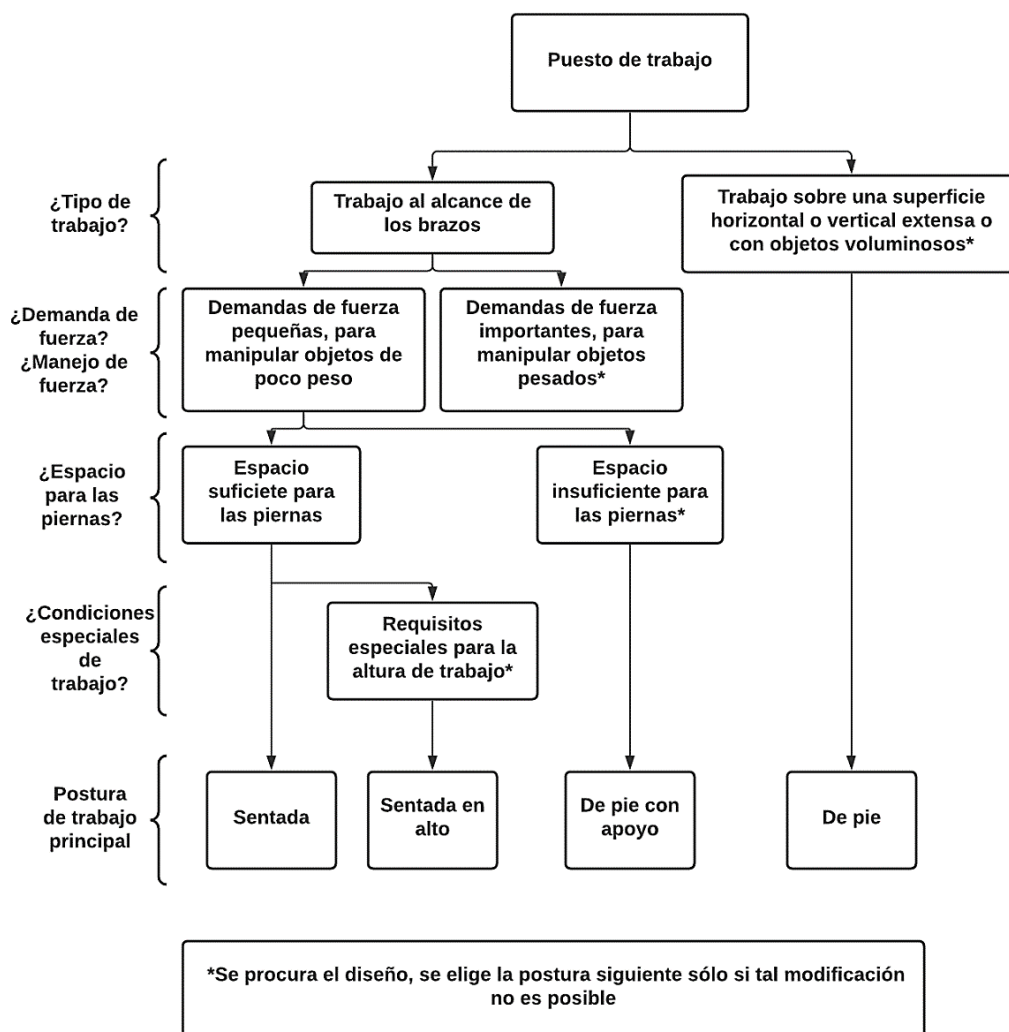 Puesto de trabajo
¿Tipo de
trabajo?
Trabajo al alcance de
los brazos
Trabajo sobre una superficie
horizontal o vertical extensa o
con objetos voluminosos*
¿Demanda de
fuerza?
¿Manejo de
fuerza?
Demandas de fuerza
pequeñas, para
manipular objetos de
poco peso
Demandas de fuerza
importantes, para
manipular objetos
pesados*
¿Espacio
para las
piernas?
Espacio
suficiete para
las piernas
Espacio
insuficiente para
las piernas*
¿Condiciones
especiales
de
trabajo?
Requisitos
especiales para la
altura de trabajo*
Postura
de trabajo
principal
Sentada
Sentada en
alto
De pie con
apoyo
De pie
*Se procura el diseño, se elige la postura siguiente sólo si tal modificación
no es posible